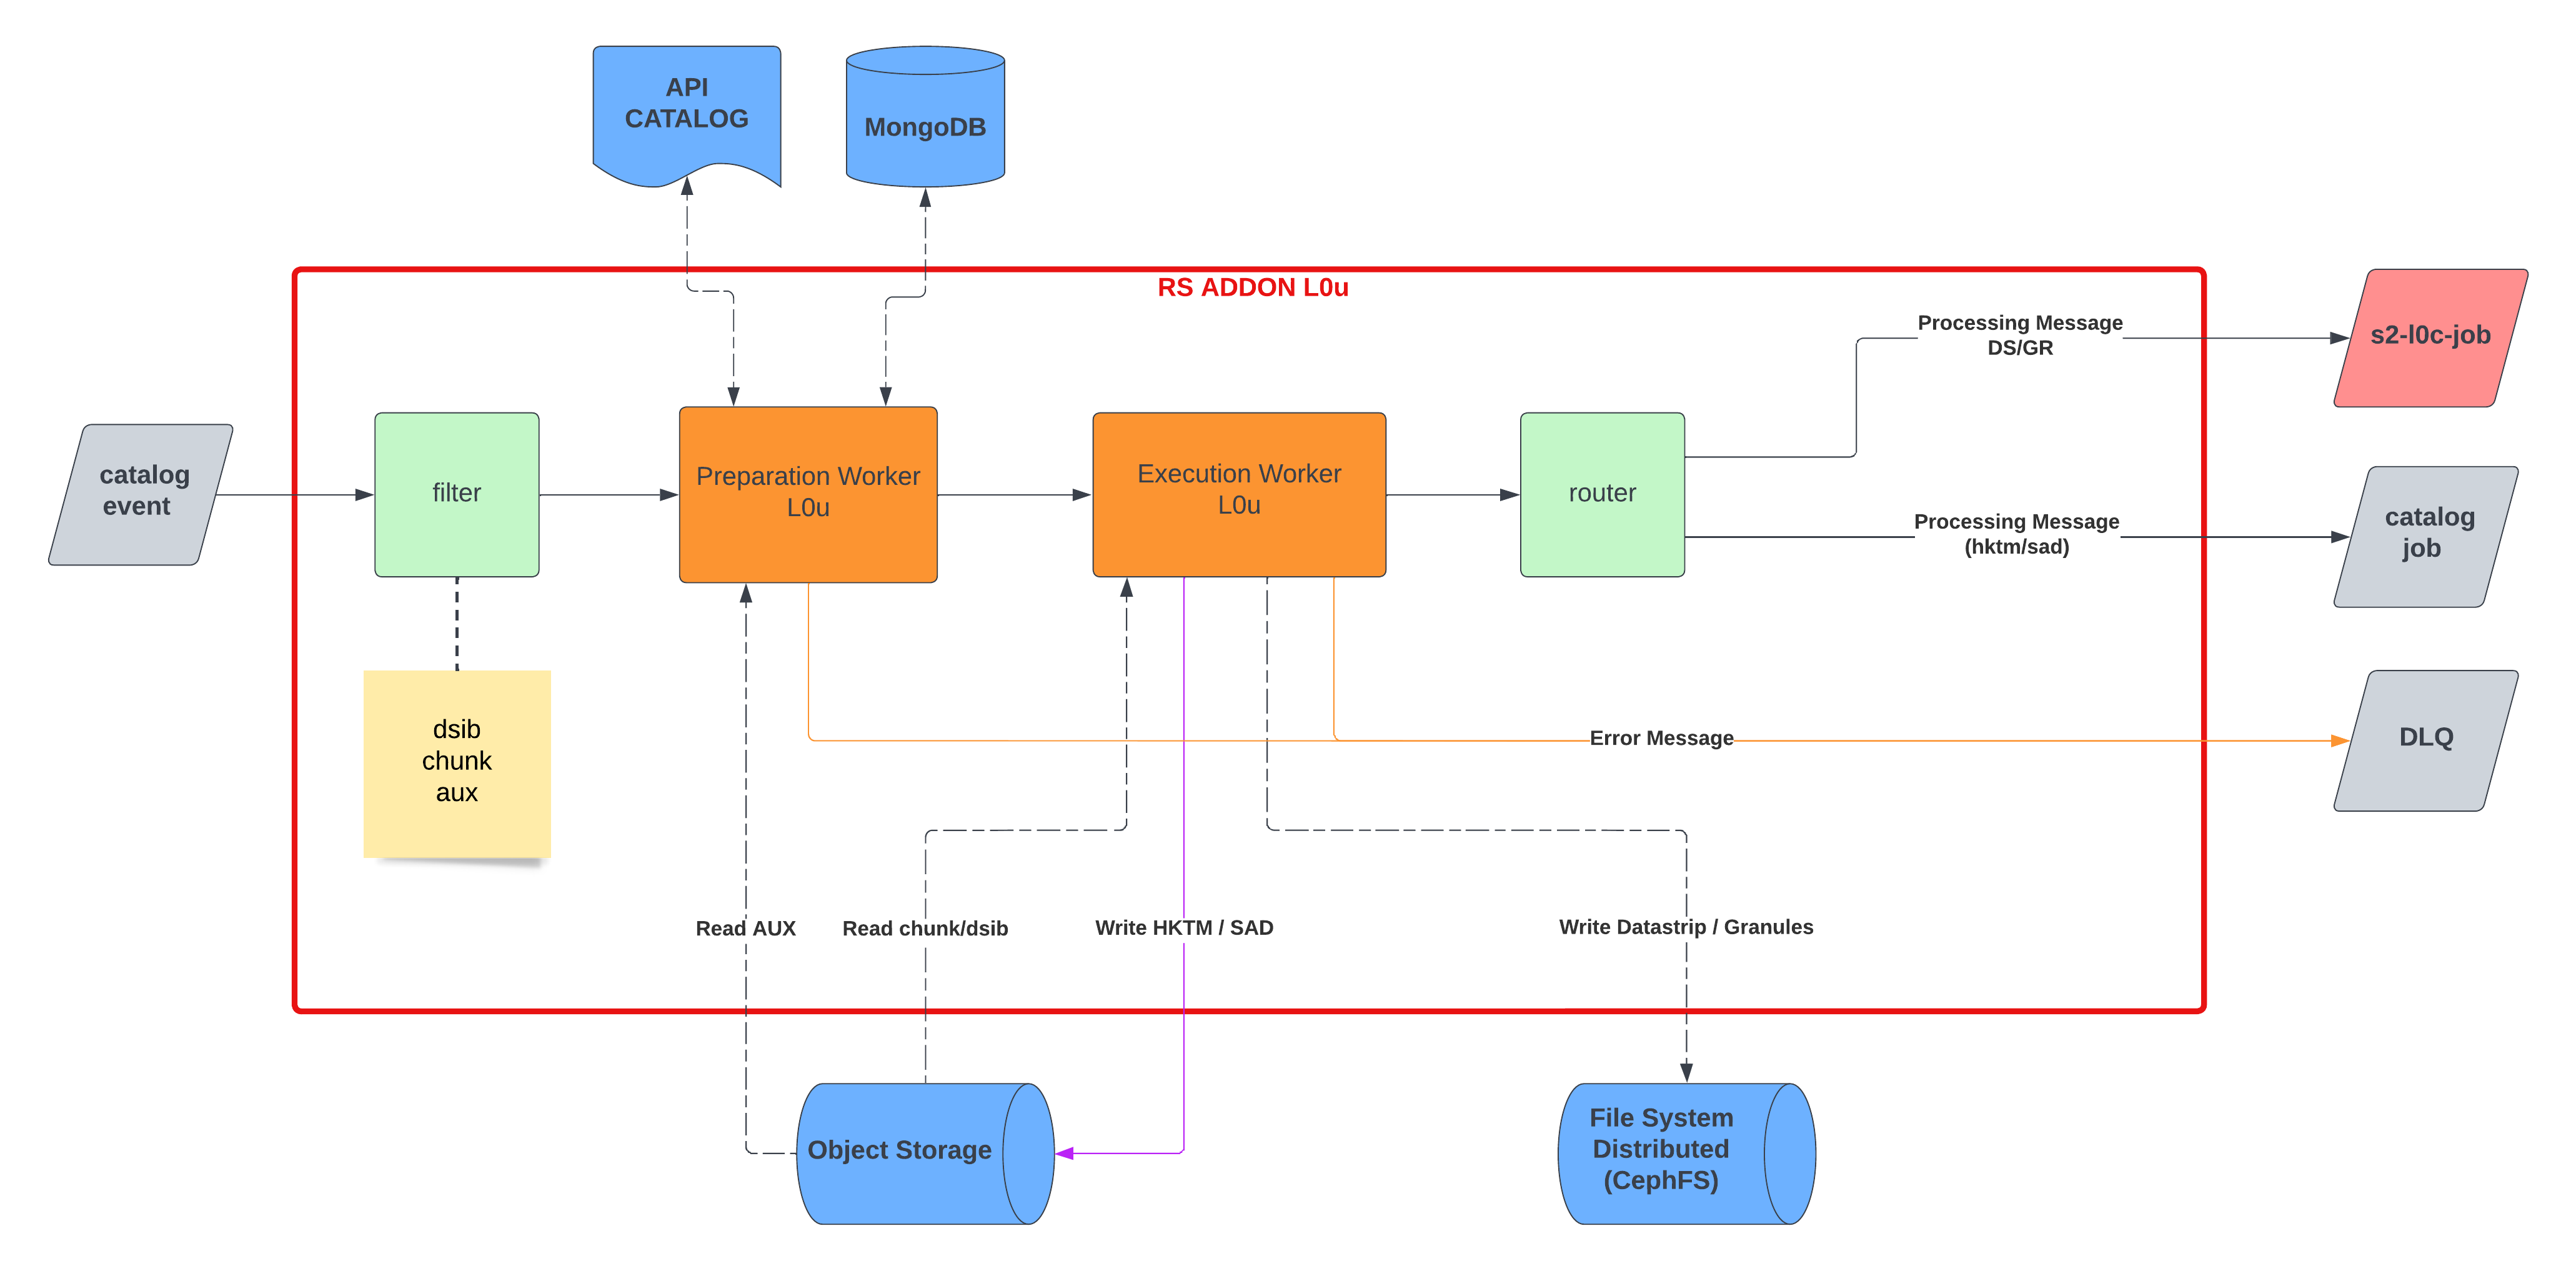 API
CATALOG
MongoDB
RS ADDON L0u
Processing Message
DS/GR
s2-l0c-job
catalog
event
filter
Preparation Worker
L0u
Execution Worker
L0u
router
Processing Message
(hktm/sad)
catalog
job
dsib
chunk
aux
Error Message
DLQ
Read AUX
Read chunk/dsib
Write HKTM / SAD
Write Datastrip / Granules
Object Storage
File System
Distributed
(CephFS)